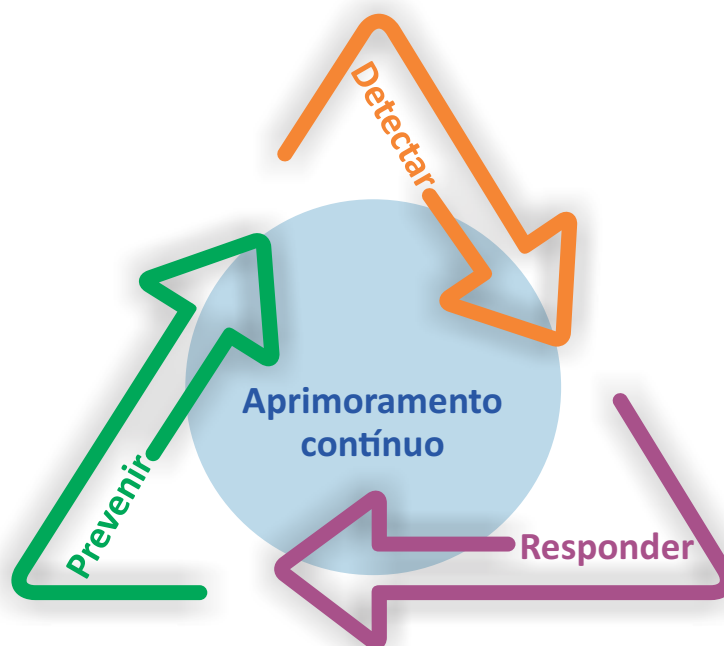 Detectar
Aprimoramento
contínuo
Prevenir
Responder